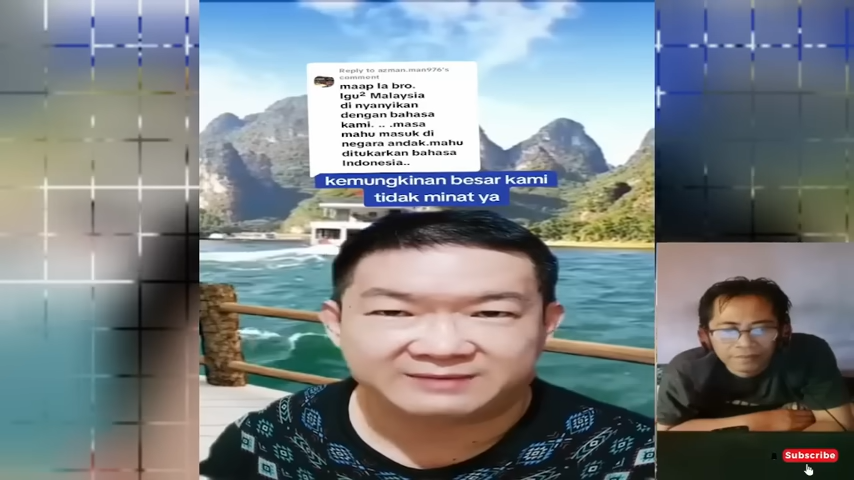 Reply to azman.man976's
comment
maap la bro.
lgu² Malaysia
di nyanyikan
dengan bahasa
kami. .. .masa
mahu masuk di
negara andak.mahu
ditukarkan bahasa
Indonesia..
kemungkinan besar kami
tidak minat ya
Subscribe